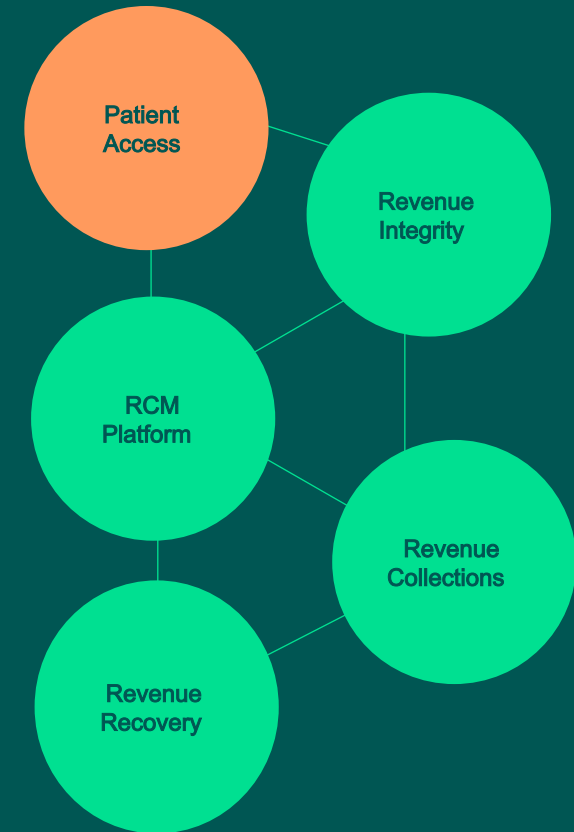 Patient
Access
Revenue
Integrity
RCM
Platform
Revenue
Collections
Revenue
Recovery